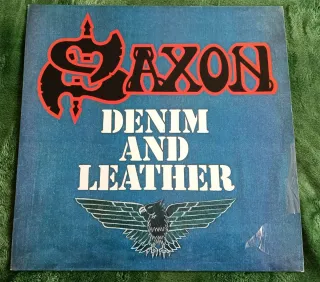 SAXON
DENIM
AND
LEATHER